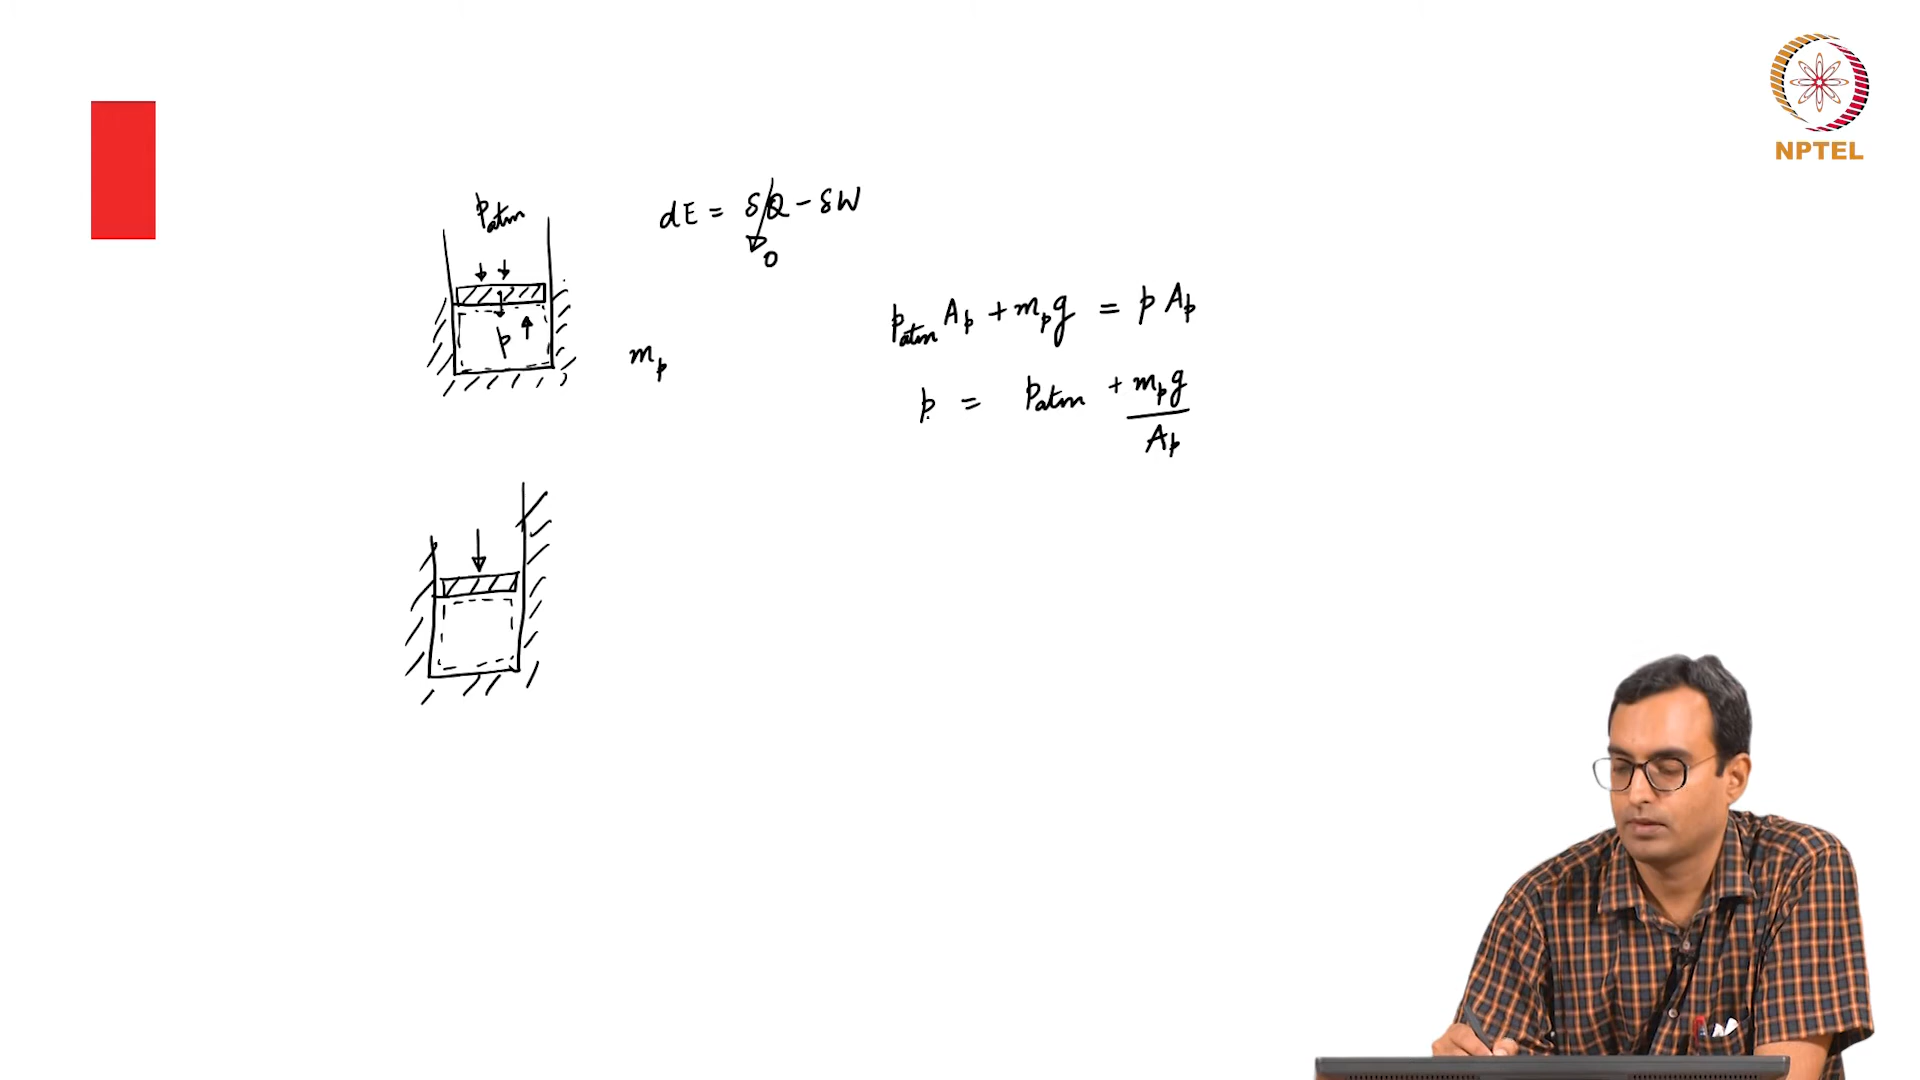 NPTEL
p_atm
dE = δQ - δW
0
p_atm A_p + m_p g = p A_p
p
m_p
p = p_atm + m_p g / A_p